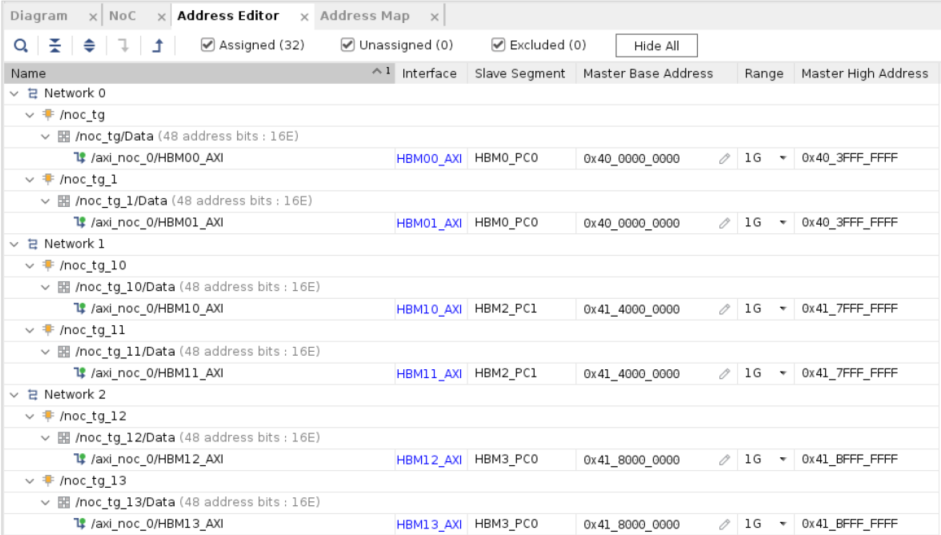 Diagram × NoC × Address Editor × Address Map ×
Assigned (32) Unassigned (0) Excluded (0) Hide All
Name 1 Interface Slave Segment Master Base Address Range Master High Address
Network 0
/noc_tg
/noc_tg/Data (48 address bits : 16E)
/axi_noc_0/HBM00_AXI HBM00_AXI HBM0_PC0 0x40_0000_0000 1G 0x40_3FFF_FFFF
/noc_tg_1
/noc_tg_1/Data (48 address bits : 16E)
/axi_noc_0/HBM01_AXI HBM01_AXI HBM0_PC0 0x40_0000_0000 1G 0x40_3FFF_FFFF
Network 1
/noc_tg_10
/noc_tg_10/Data (48 address bits : 16E)
/axi_noc_0/HBM10_AXI HBM10_AXI HBM2_PC1 0x41_4000_0000 1G 0x41_7FFF_FFFF
/noc_tg_11
/noc_tg_11/Data (48 address bits : 16E)
/axi_noc_0/HBM11_AXI HBM11_AXI HBM2_PC1 0x41_4000_0000 1G 0x41_7FFF_FFFF
Network 2
/noc_tg_12
/noc_tg_12/Data (48 address bits : 16E)
/axi_noc_0/HBM12_AXI HBM12_AXI HBM3_PC0 0x41_8000_0000 1G 0x41_BFFF_FFFF
/noc_tg_13
/noc_tg_13/Data (48 address bits : 16E)
/axi_noc_0/HBM13_AXI HBM13_AXI HBM3_PC0 0x41_8000_0000 1G 0x41_BFFF_FFFF